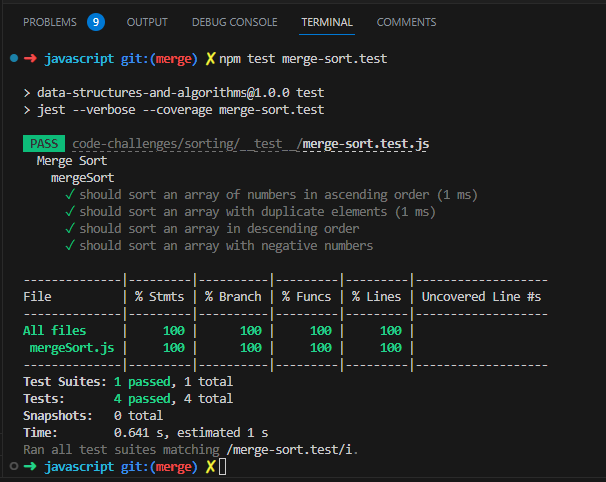 PROBLEMS 9 OUTPUT DEBUG CONSOLE TERMINAL COMMENTS
➜ javascript git:(merge) ✗ npm test merge-sort.test
> data-structures-and-algorithms@1.0.0 test
> jest --verbose --coverage merge-sort.test
PASS code-challenges/sorting/__test__/merge-sort.test.js
Merge Sort
mergeSort
✓ should sort an array of numbers in ascending order (1 ms)
✓ should sort an array with duplicate elements (1 ms)
✓ should sort an array in descending order
✓ should sort an array with negative numbers
--------------|---------|----------|---------|---------|-------------------
File | % Stmts | % Branch | % Funcs | % Lines | Uncovered Line #s
--------------|---------|----------|---------|---------|-------------------
All files | 100 | 100 | 100 | 100 |
mergeSort.js | 100 | 100 | 100 | 100 |
--------------|---------|----------|---------|---------|-------------------
Test Suites: 1 passed, 1 total
Tests: 4 passed, 4 total
Snapshots: 0 total
Time: 0.641 s, estimated 1 s
Ran all test suites matching /merge-sort.test/i.
➜ javascript git:(merge) ✗